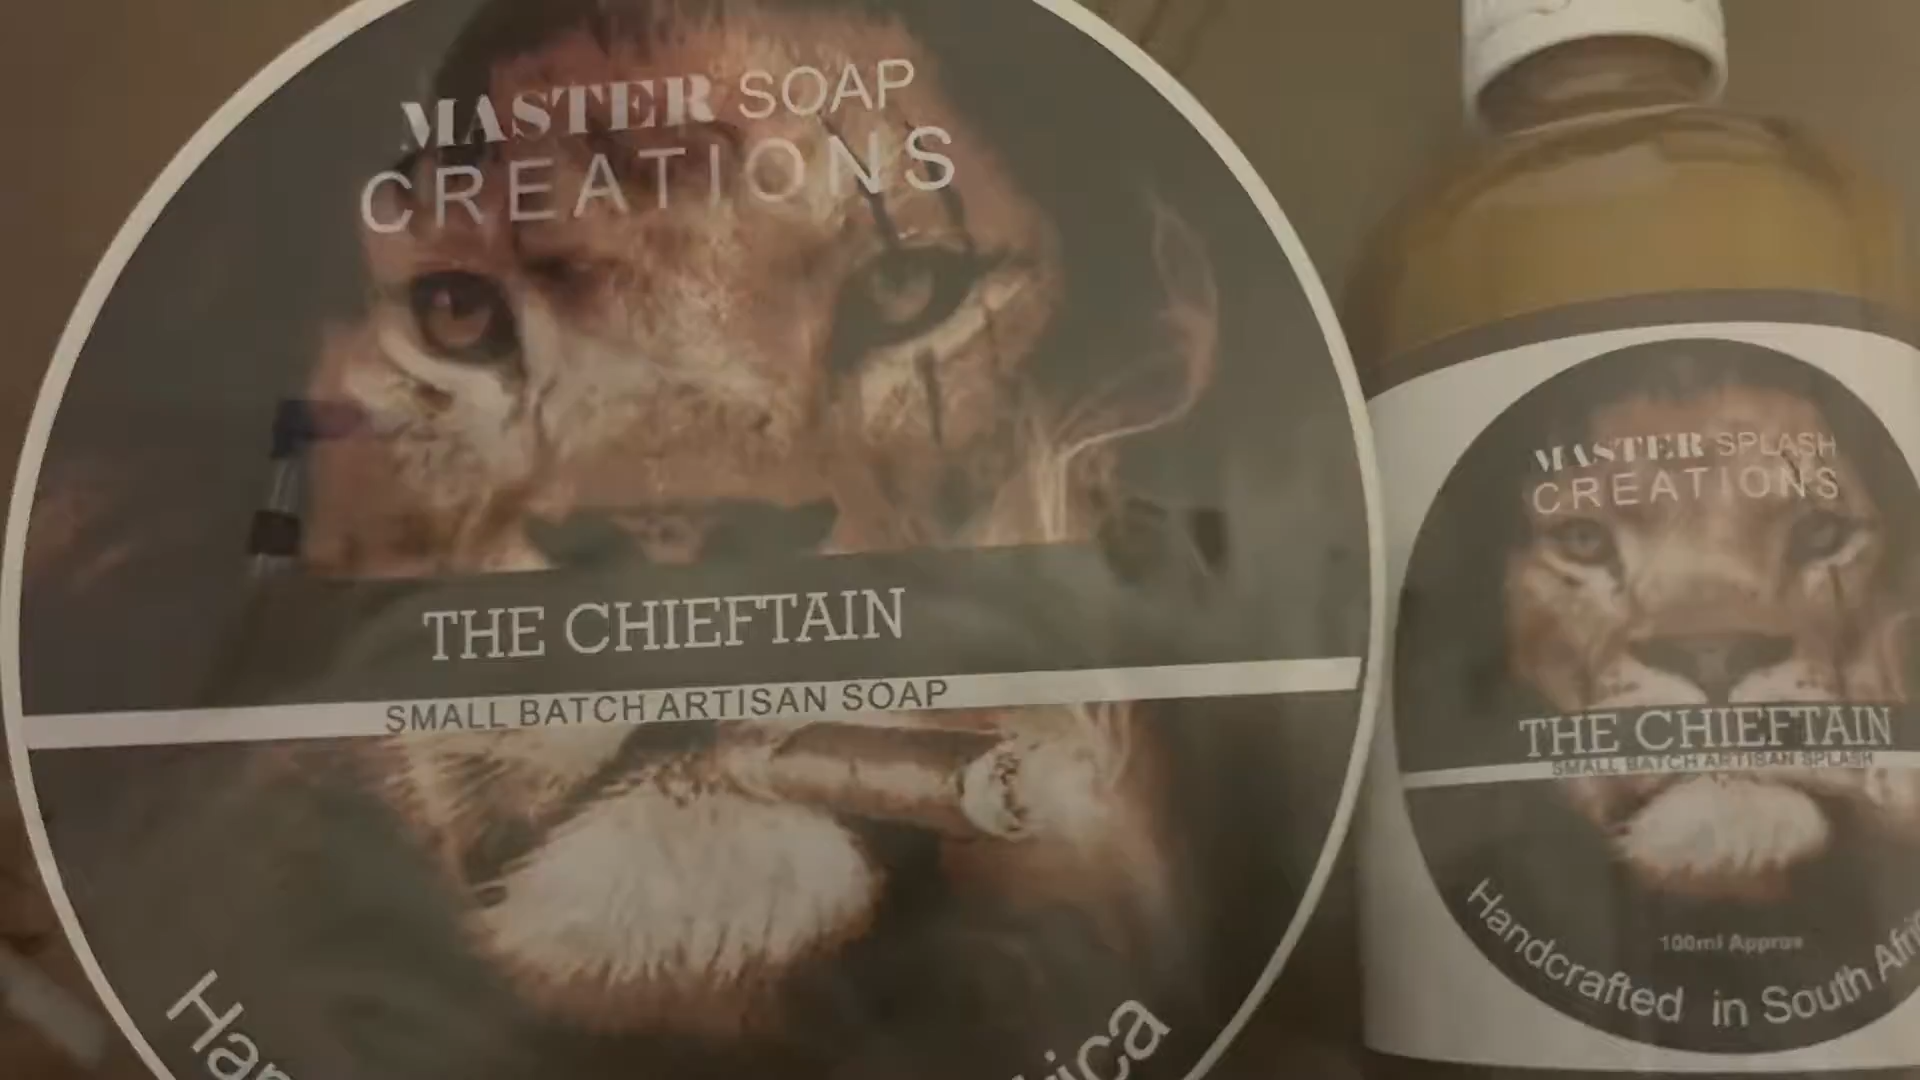 MASTER SOAP
CREATIONS
THE CHIEFTAIN
SMALL BATCH ARTISAN SOAP
MASTER SPLASH
CREATIONS
THE CHIEFTAIN
SMALL BATCH ARTISAN SPLASH
100ml Approx
Handcrafted in South